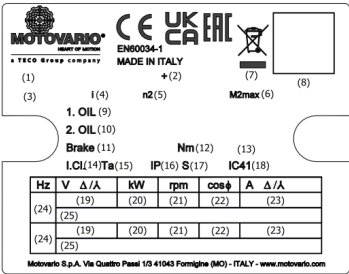 MOTOVARIO®
HEART OF MOTION
a TECO Group company
CE UK CA EAC
EN60034-1
MADE IN ITALY
(1) +(2) (7) (8)
(3) i(4) n2(5) M2max(6)
1. OIL (9)
2. OIL(10)
Brake (11) Nm(12) (13)
I.Cl.(14)Ta(15) IP(16) S(17) IC41(18)
Hz V Δ/⅄ kW rpm cosϕ A Δ/⅄
(24) (19) (20) (21) (22) (23)
(25)
(24) (19) (20) (21) (22) (23)
(25)
Motovario S.p.A. Via Quattro Passi 1/3 41043 Formigine (MO) - ITALY - www.motovario.com